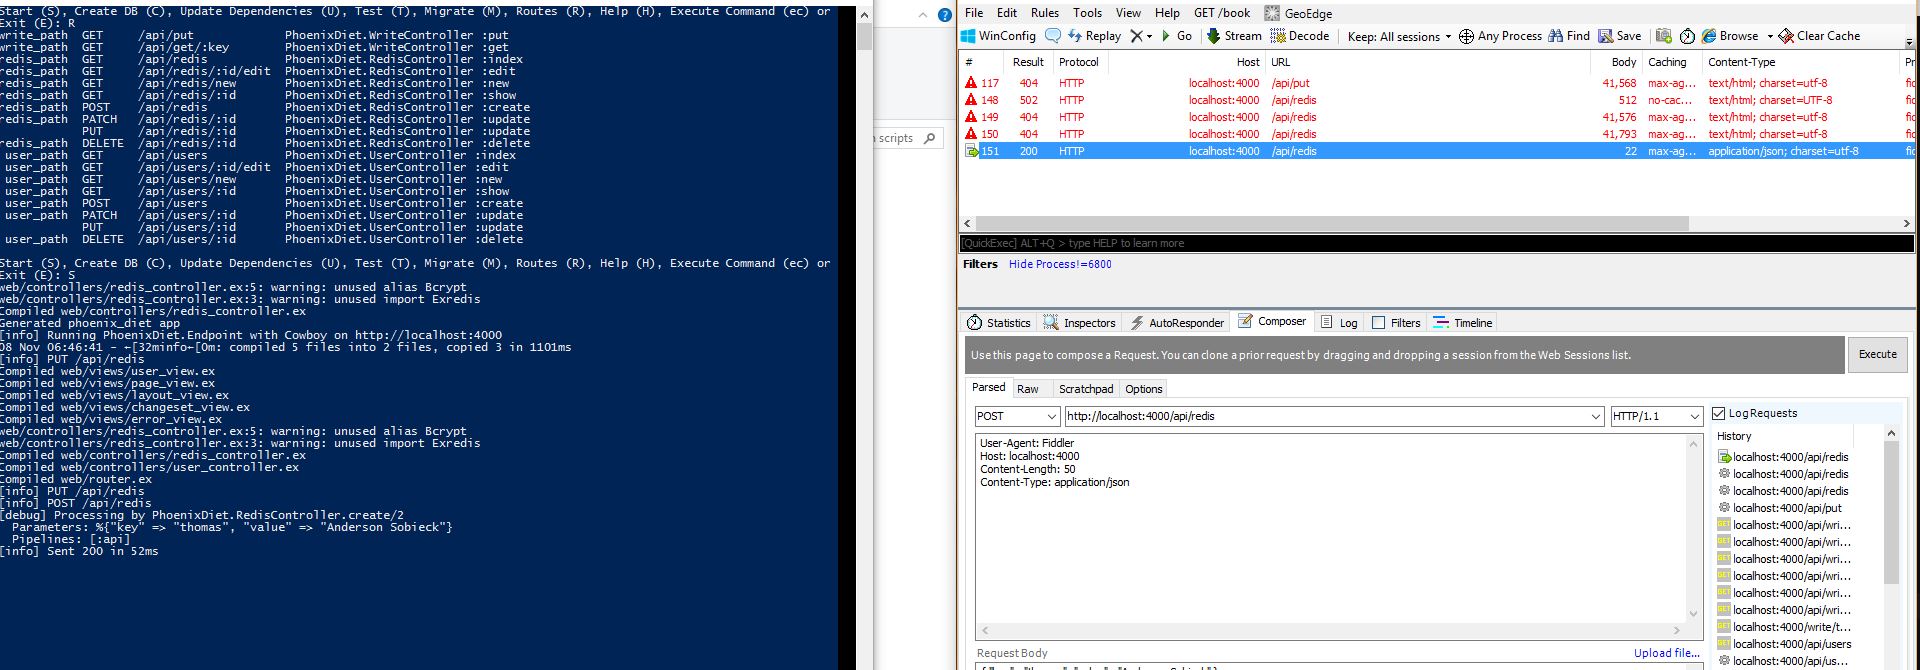 Start (S), Create DB (C), Update Dependencies (U), Test (T), Migrate (M), Routes (R), Help (H), Execute Command (ec) or
Exit (E): R
write_path GET /api/put PhoenixDiet.WriteController :put
write_path GET /api/get/:key PhoenixDiet.WriteController :get
redis_path GET /api/redis PhoenixDiet.RedisController :index
redis_path GET /api/redis/:id/edit PhoenixDiet.RedisController :edit
redis_path GET /api/redis/new PhoenixDiet.RedisController :new
redis_path GET /api/redis/:id PhoenixDiet.RedisController :show
redis_path POST /api/redis PhoenixDiet.RedisController :create
redis_path PATCH /api/redis/:id PhoenixDiet.RedisController :update
PUT /api/redis/:id PhoenixDiet.RedisController :update
redis_path DELETE /api/redis/:id PhoenixDiet.RedisController :delete
user_path GET /api/users PhoenixDiet.UserController :index
user_path GET /api/users/:id/edit PhoenixDiet.UserController :edit
user_path GET /api/users/new PhoenixDiet.UserController :new
user_path GET /api/users/:id PhoenixDiet.UserController :show
user_path POST /api/users PhoenixDiet.UserController :create
user_path PATCH /api/users/:id PhoenixDiet.UserController :update
PUT /api/users/:id PhoenixDiet.UserController :update
user_path DELETE /api/users/:id PhoenixDiet.UserController :delete
Start (S), Create DB (C), Update Dependencies (U), Test (T), Migrate (M), Routes (R), Help (H), Execute Command (ec) or
Exit (E): S
web/controllers/redis_controller.ex:5: warning: unused alias Bcrypt
web/controllers/redis_controller.ex:3: warning: unused import Exredis
Compiled web/controllers/redis_controller.ex
Generated phoenix_diet app
[info] Running PhoenixDiet.Endpoint with Cowboy on http://localhost:4000
08 Nov 06:46:41 - ←[32minfo←[0m: compiled 5 files into 2 files, copied 3 in 1101ms
[info] PUT /api/redis
Compiled web/views/user_view.ex
Compiled web/views/page_view.ex
Compiled web/views/layout_view.ex
Compiled web/views/changeset_view.ex
Compiled web/views/error_view.ex
web/controllers/redis_controller.ex:5: warning: unused alias Bcrypt
web/controllers/redis_controller.ex:3: warning: unused import Exredis
Compiled web/controllers/redis_controller.ex
Compiled web/controllers/user_controller.ex
Compiled web/router.ex
[info] PUT /api/redis
[info] POST /api/redis
[debug] Processing by PhoenixDiet.RedisController.create/2
Parameters: %{"key" => "thomas", "value" => "Anderson Sobieck"}
Pipelines: [:api]
[info] Sent 200 in 52ms
scripts
File Edit Rules Tools View Help GET /book GeoEdge
WinConfig Replay Go Stream Decode Keep: All sessions Any Process Find Save Browse Clear Cache
# Result Protocol Host URL Body Caching Content-Type Pr
117 404 HTTP localhost:4000 /api/put 41,568 max-ag... text/html; charset=utf-8
148 502 HTTP localhost:4000 /api/redis 512 no-cac... text/html; charset=UTF-8
149 404 HTTP localhost:4000 /api/redis 41,576 max-ag... text/html; charset=utf-8
150 404 HTTP localhost:4000 /api/redis 41,793 max-ag... text/html; charset=utf-8
151 200 HTTP localhost:4000 /api/redis 22 max-ag... application/json; charset=utf-8
[QuickExec] ALT+Q > type HELP to learn more
Filters Hide Process!=6800
Statistics Inspectors AutoResponder Composer Log Filters Timeline
Use this page to compose a Request. You can clone a prior request by dragging and dropping a session from the Web Sessions list.
Execute
Parsed Raw Scratchpad Options
POST http://localhost:4000/api/redis HTTP/1.1
User-Agent: Fiddler
Host: localhost:4000
Content-Length: 50
Content-Type: application/json
Request Body Upload file...
Log Requests
History
localhost:4000/api/redis
localhost:4000/api/redis
localhost:4000/api/redis
localhost:4000/api/put
localhost:4000/api/wri...
localhost:4000/api/wri...
localhost:4000/api/wri...
localhost:4000/api/wri...
localhost:4000/api/wri...
localhost:4000/api/wri...
localhost:4000/write/t...
localhost:4000/api/users
localhost:4000/api/us...